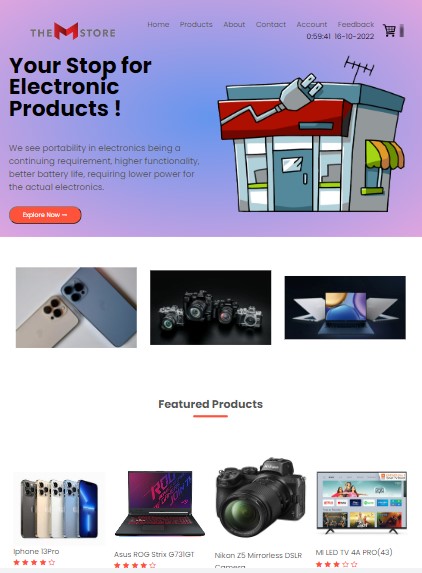 THE M STORE
Home Products About Contact Account Feedback
0:59:41 16-10-2022
Your Stop for
Electronic
Products !
We see portability in electronics being a
continuing requirement, higher functionality,
better battery life, requiring lower power for
the actual electronics.
Explore Now
Featured Products
ROG
Nikon
Iphone 13Pro
Asus ROG Strix G731GT
Nikon Z5 Mirrorless DSLR
Camera
MI LED TV 4A PRO(43)